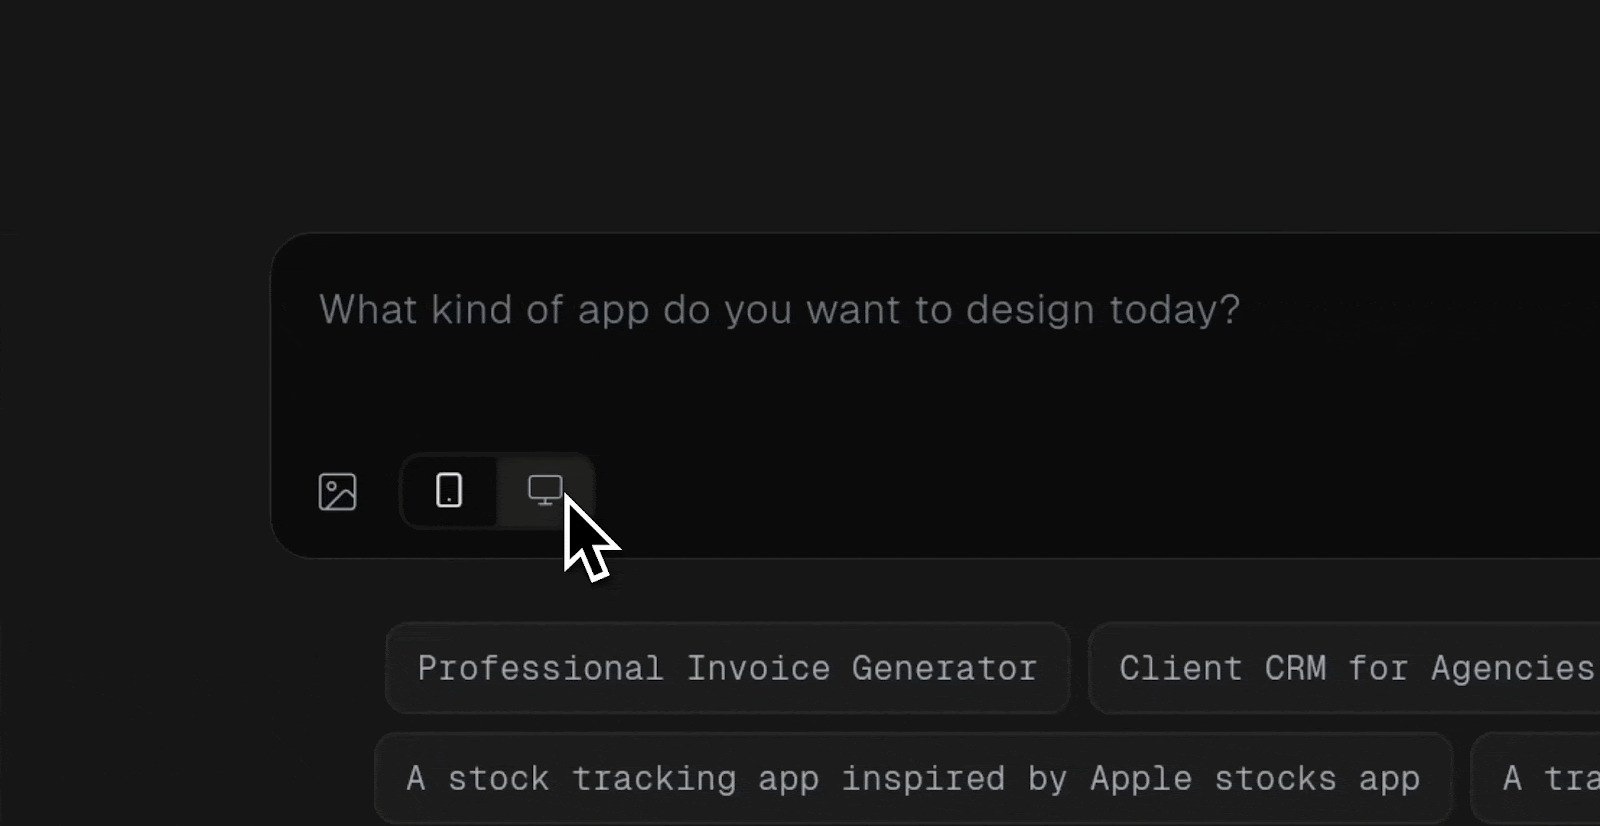 What kind of app do you want to design today?
Professional Invoice Generator
Client CRM for Agencies
A stock tracking app inspired by Apple stocks app
A